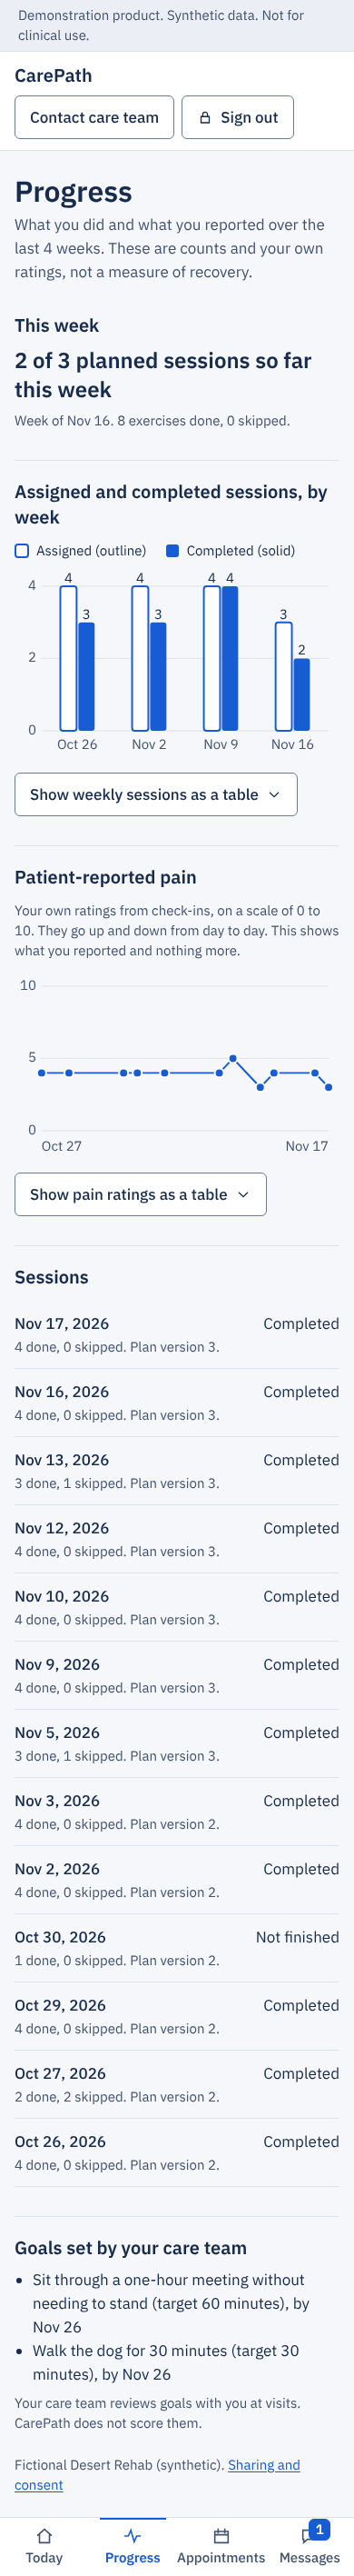 Demonstration product. Synthetic data. Not for
clinical use.
CarePath
Contact care team
Sign out
Progress
What you did and what you reported over the
last 4 weeks. These are counts and your own
ratings, not a measure of recovery.
This week
2 of 3 planned sessions so far
this week
Week of Nov 16. 8 exercises done, 0 skipped.
Assigned and completed sessions, by
week
Assigned (outline) Completed (solid)
4 3 4 3 4 4 3 2
4
2
0
Oct 26 Nov 2 Nov 9 Nov 16
Show weekly sessions as a table
Patient-reported pain
Your own ratings from check-ins, on a scale of 0 to
10. They go up and down from day to day. This shows
what you reported and nothing more.
10
5
0
Oct 27 Nov 17
Show pain ratings as a table
Sessions
Nov 17, 2026 Completed
4 done, 0 skipped. Plan version 3.
Nov 16, 2026 Completed
4 done, 0 skipped. Plan version 3.
Nov 13, 2026 Completed
3 done, 1 skipped. Plan version 3.
Nov 12, 2026 Completed
4 done, 0 skipped. Plan version 3.
Nov 10, 2026 Completed
4 done, 0 skipped. Plan version 3.
Nov 9, 2026 Completed
4 done, 0 skipped. Plan version 3.
Nov 5, 2026 Completed
3 done, 1 skipped. Plan version 3.
Nov 3, 2026 Completed
4 done, 0 skipped. Plan version 2.
Nov 2, 2026 Completed
4 done, 0 skipped. Plan version 2.
Oct 30, 2026 Not finished
1 done, 0 skipped. Plan version 2.
Oct 29, 2026 Completed
4 done, 0 skipped. Plan version 2.
Oct 27, 2026 Completed
2 done, 2 skipped. Plan version 2.
Oct 26, 2026 Completed
4 done, 0 skipped. Plan version 2.
Goals set by your care team
• Sit through a one-hour meeting without
needing to stand (target 60 minutes), by
Nov 26
• Walk the dog for 30 minutes (target 30
minutes), by Nov 26
Your care team reviews goals with you at visits.
CarePath does not score them.
Fictional Desert Rehab (synthetic). Sharing and
consent
1
Today Progress Appointments Messages